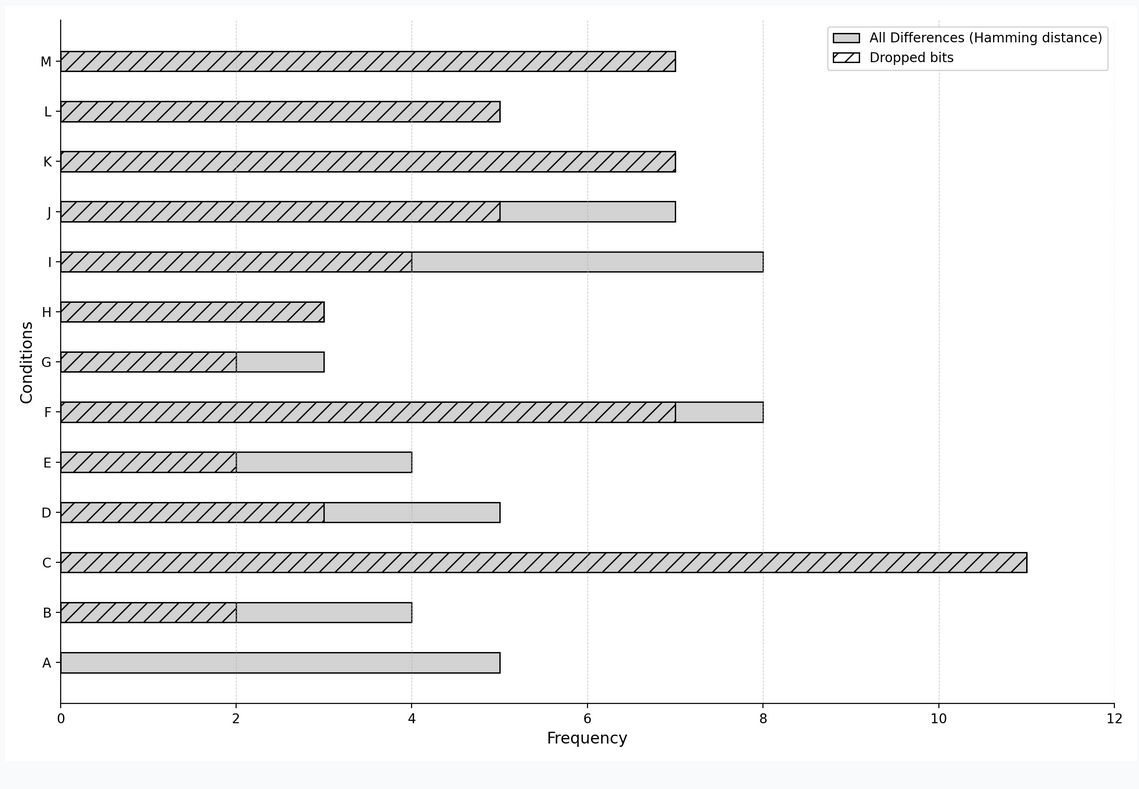 All Differences (Hamming distance)
Dropped bits
M
L
K
J
I
H
G
F
E
D
C
B
A
Conditions
0 2 4 6 8 10 12
Frequency